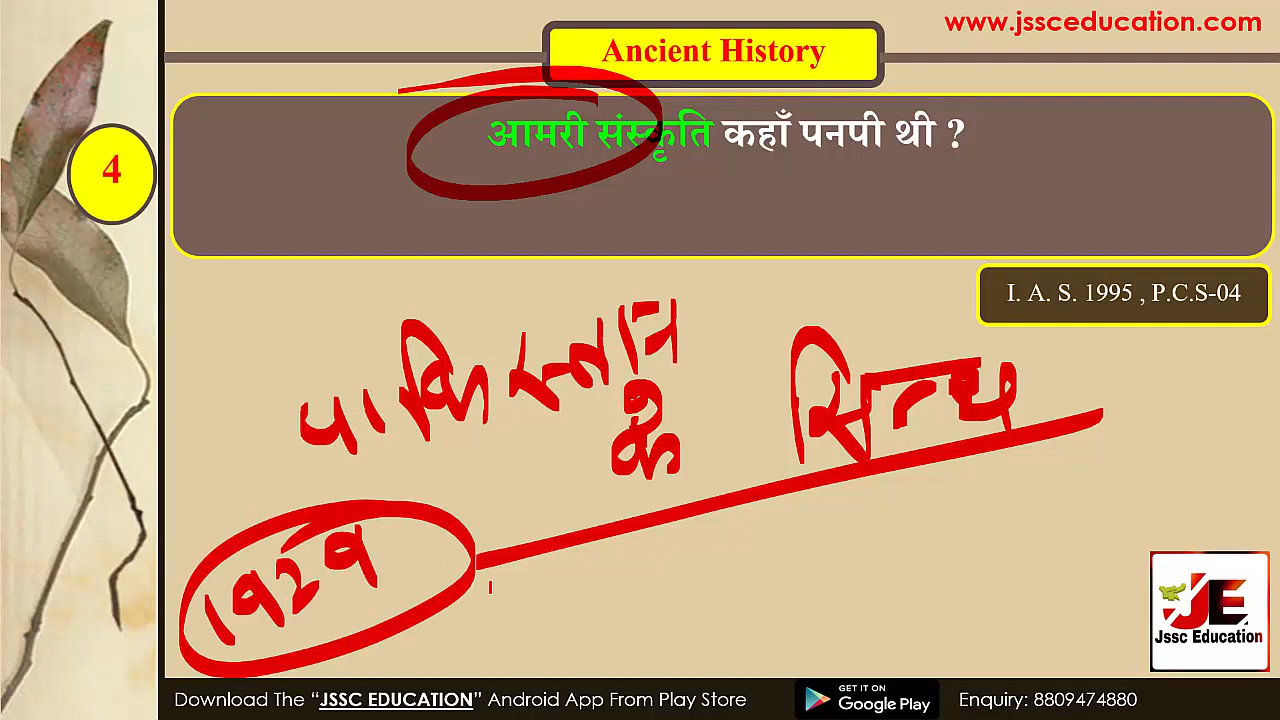 www.jssceducation.com
Ancient History
आमरी संस्कृति कहाँ पनपी थी ?
4
I. A. S. 1995 , P.C.S-04
पाकिस्तान के सिन्ध
JE
Jssc Education
Download The “JSSC EDUCATION” Android App From Play Store
GET IT ON
Google Play
Enquiry: 8809474880